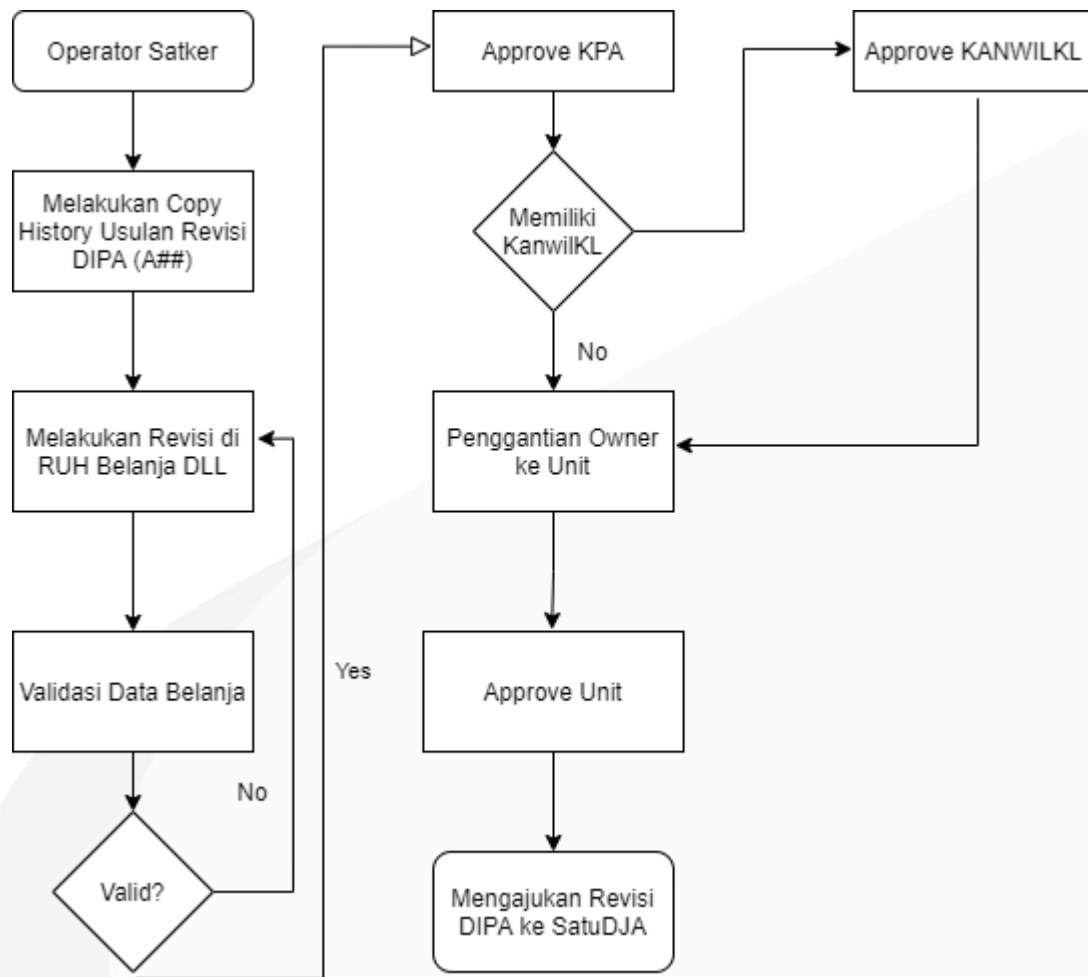 Operator Satker
Melakukan Copy
History Usulan Revisi
DIPA (A##)
Melakukan Revisi di
RUH Belanja DLL
Validasi Data Belanja
No
Valid?
Yes
Approve KPA
Approve KANWILKL
Memiliki
KanwilKL
No
Penggantian Owner
ke Unit
Approve Unit
Mengajukan Revisi
DIPA ke SatuDJA